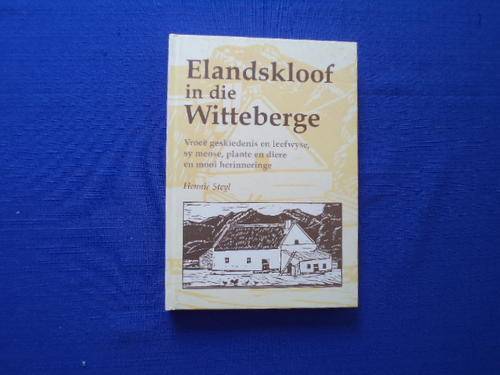 Elandskloof
in die
Witteberge
Vroeë geskiedenis en leefwyse,
sy mense, plante en diere
en mooi herinneringe
Hennie Steyl